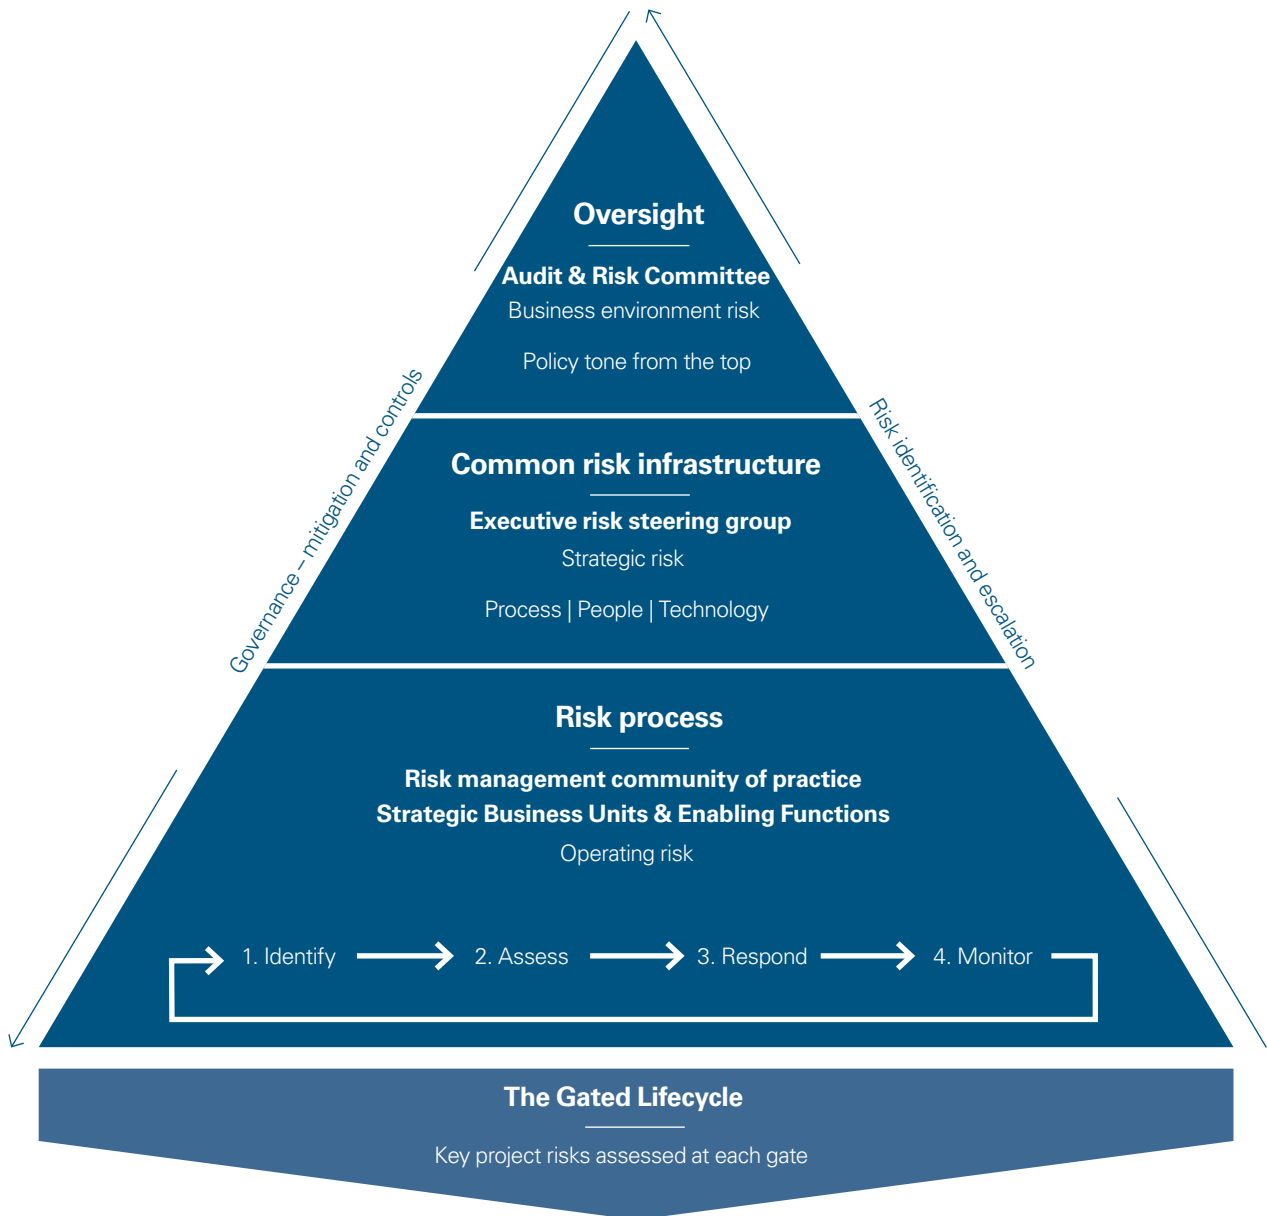 Oversight
Audit & Risk Committee
Business environment risk
Policy tone from the top
Governance – mitigation and controls
Risk identification and escalation
Common risk infrastructure
Executive risk steering group
Strategic risk
Process | People | Technology
Risk process
Risk management community of practice
Strategic Business Units & Enabling Functions
Operating risk
1. Identify
2. Assess
3. Respond
4. Monitor
The Gated Lifecycle
Key project risks assessed at each gate